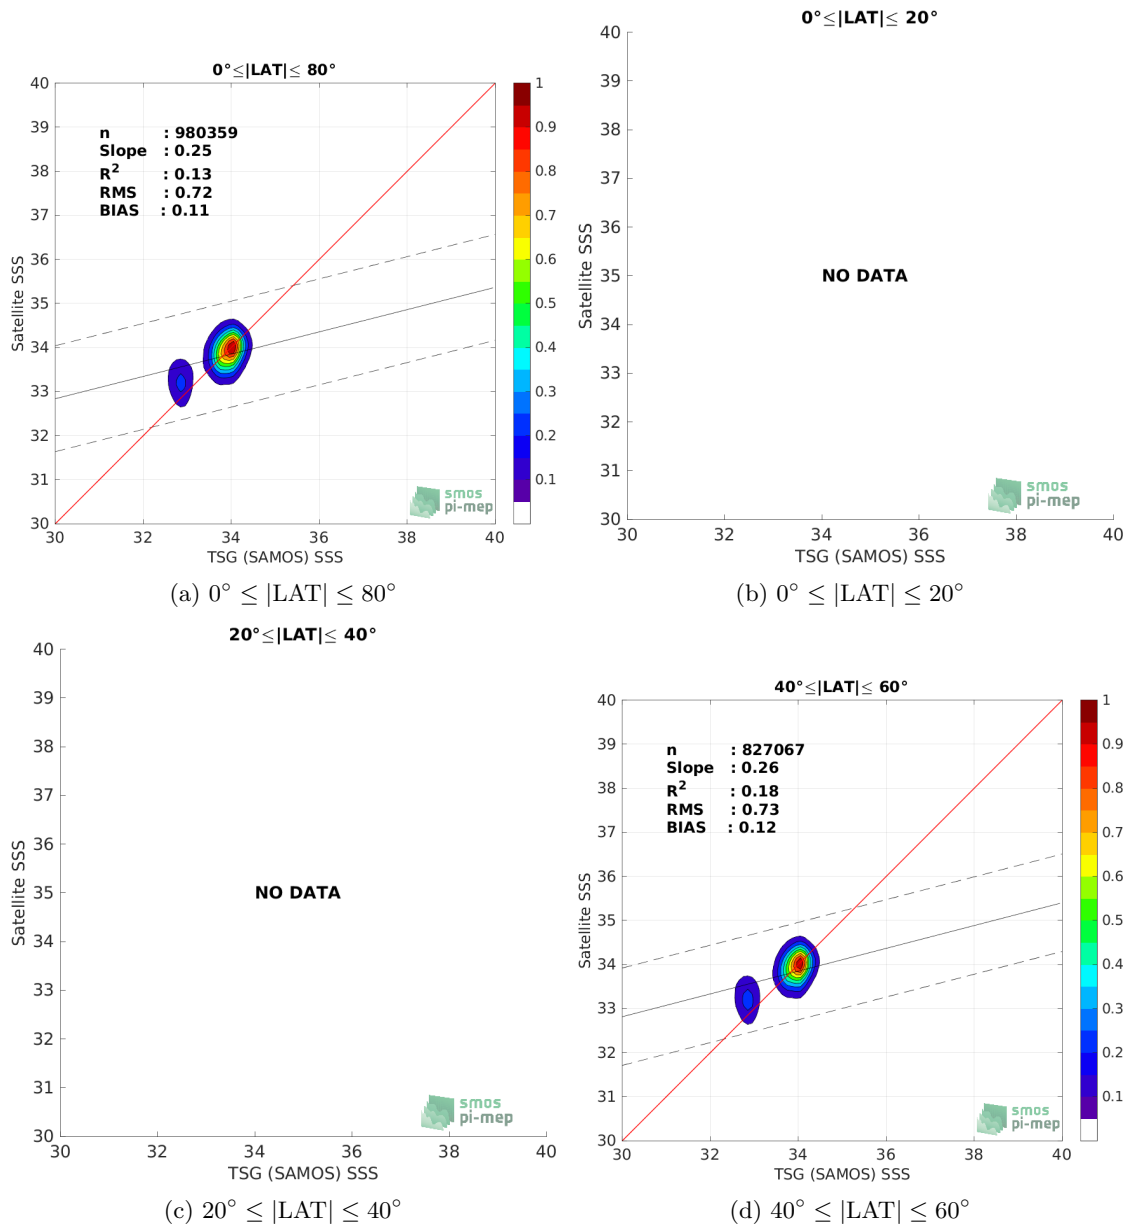 0°≤|LAT|≤ 80°
40
39
38
37
36
35
34
33
32
31
30
Satellite SSS
n : 980359
Slope : 0.25
R² : 0.13
RMS : 0.72
BIAS : 0.11
smos
pi-mep
30 32 34 36 38 40
TSG (SAMOS) SSS
1
0.9
0.8
0.7
0.6
0.5
0.4
0.3
0.2
0.1
(a) 0° ≤ |LAT| ≤ 80°
0°≤|LAT|≤ 20°
40
39
38
37
36
35
34
33
32
31
30
Satellite SSS
NO DATA
smos
pi-mep
30 32 34 36 38 40
TSG (SAMOS) SSS
(b) 0° ≤ |LAT| ≤ 20°
20°≤|LAT|≤ 40°
40
39
38
37
36
35
34
33
32
31
30
Satellite SSS
NO DATA
smos
pi-mep
30 32 34 36 38 40
TSG (SAMOS) SSS
(c) 20° ≤ |LAT| ≤ 40°
40°≤|LAT|≤ 60°
40
39
38
37
36
35
34
33
32
31
30
Satellite SSS
n : 827067
Slope : 0.26
R² : 0.18
RMS : 0.73
BIAS : 0.12
smos
pi-mep
30 32 34 36 38 40
TSG (SAMOS) SSS
1
0.9
0.8
0.7
0.6
0.5
0.4
0.3
0.2
0.1
(d) 40° ≤ |LAT| ≤ 60°